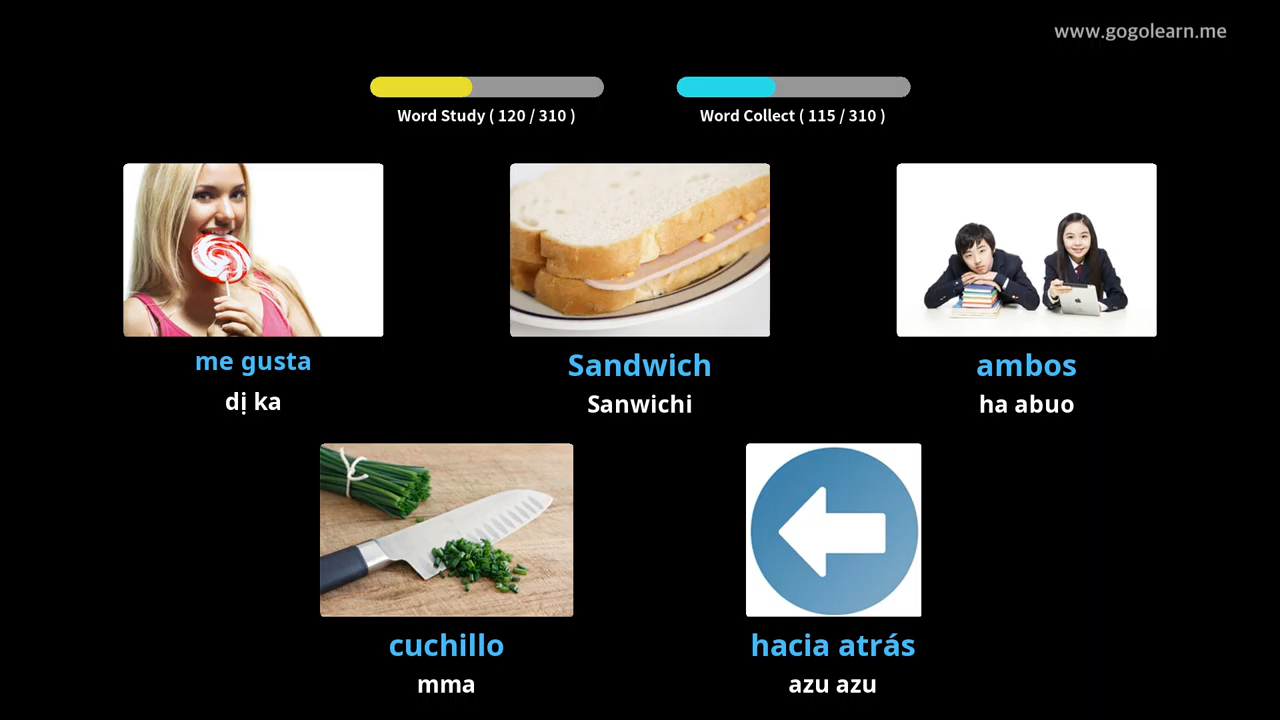 www.gogolearn.me
Word Study ( 120 / 310 )
Word Collect ( 115 / 310 )
me gusta
dị ka
Sandwich
Sanwichi
ambos
ha abuo
cuchillo
mma
hacia atrás
azu azu